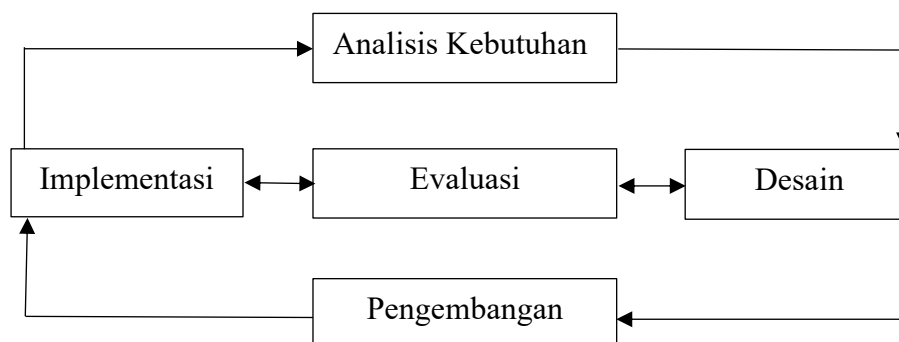 Analisis Kebutuhan
Implementasi
Evaluasi
Desain
Pengembangan